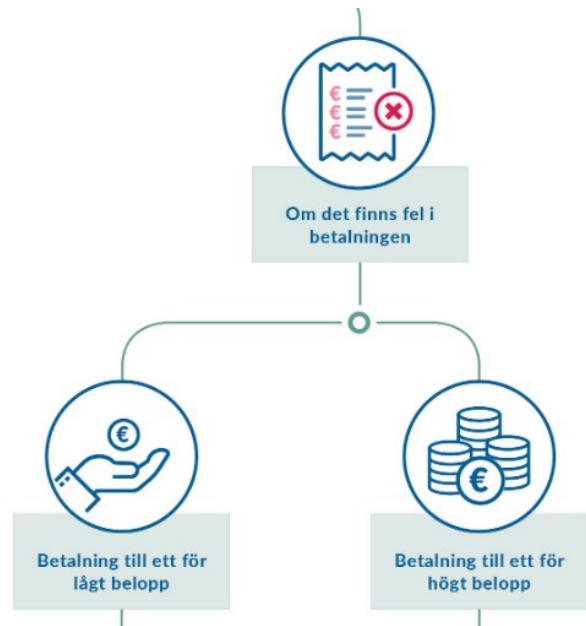 €
€
€
Om det finns fel i
betalningen
€
€
Betalning till ett för
lågt belopp
Betalning till ett för
högt belopp